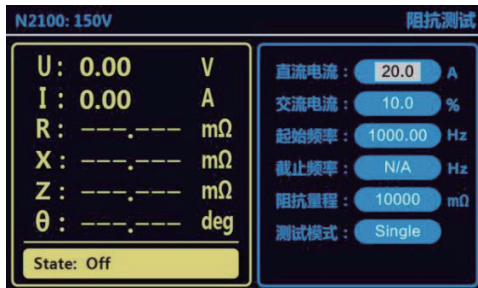 N2100: 150V
阻抗测试
U: 0.00 V
I: 0.00 A
R: ---.--- mΩ
X: ---.--- mΩ
Z: ---.--- mΩ
θ: ---.--- deg
State: Off
直流电流: 20.0 A
交流电流: 10.0 %
起始频率: 1000.00 Hz
截止频率: N/A Hz
阻抗量程: 10000 mΩ
测试模式: Single